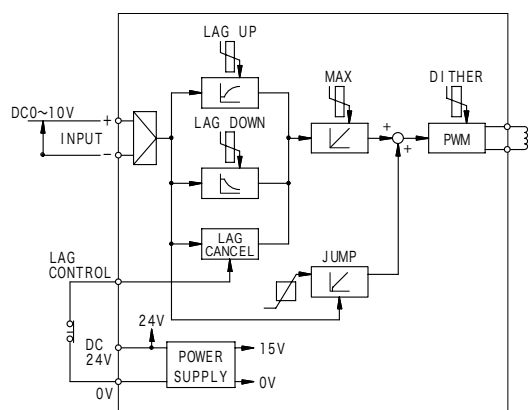 LAG UP
MAX
DITHER
DC0~10V
+
INPUT
−
LAG DOWN
+
+
PWM
LAG
CANCEL
LAG
CONTROL
JUMP
24V
DC
24V
POWER
SUPPLY
15V
0V
0V